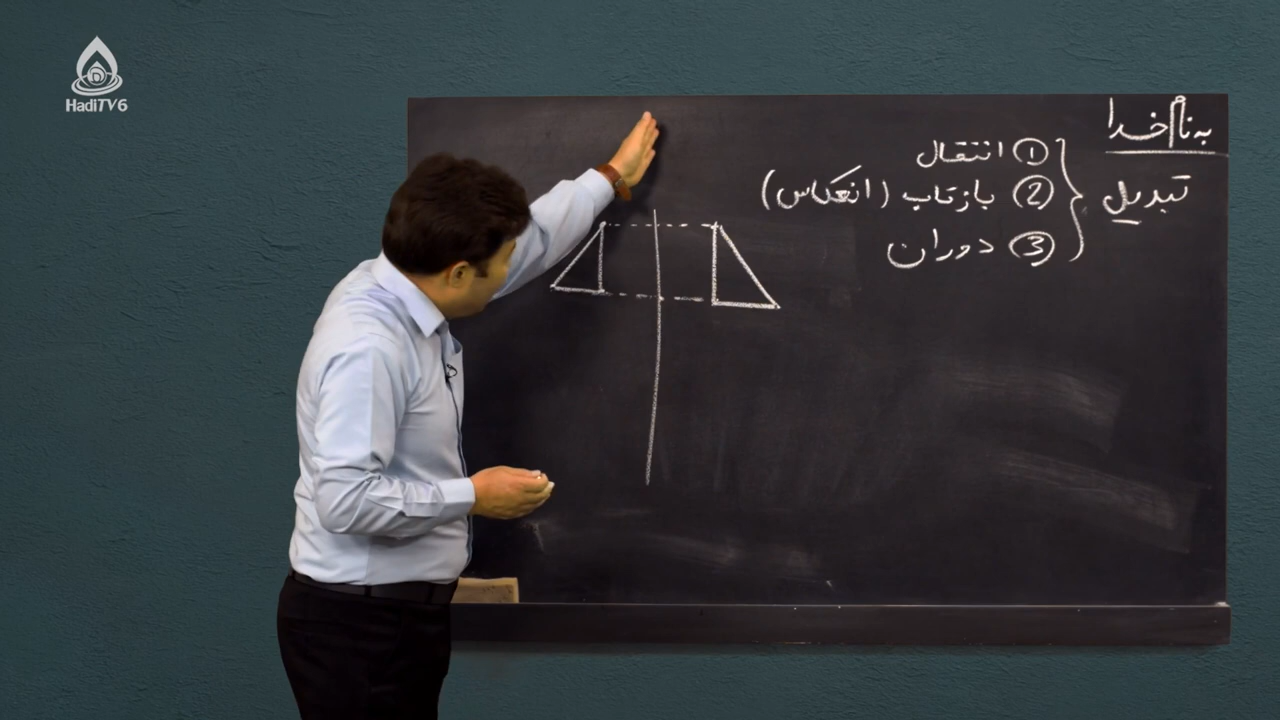 HadiTV6
به نام خدا
تبدیل
① انتقال
② بازتاب (انعکاس)
③ دوران